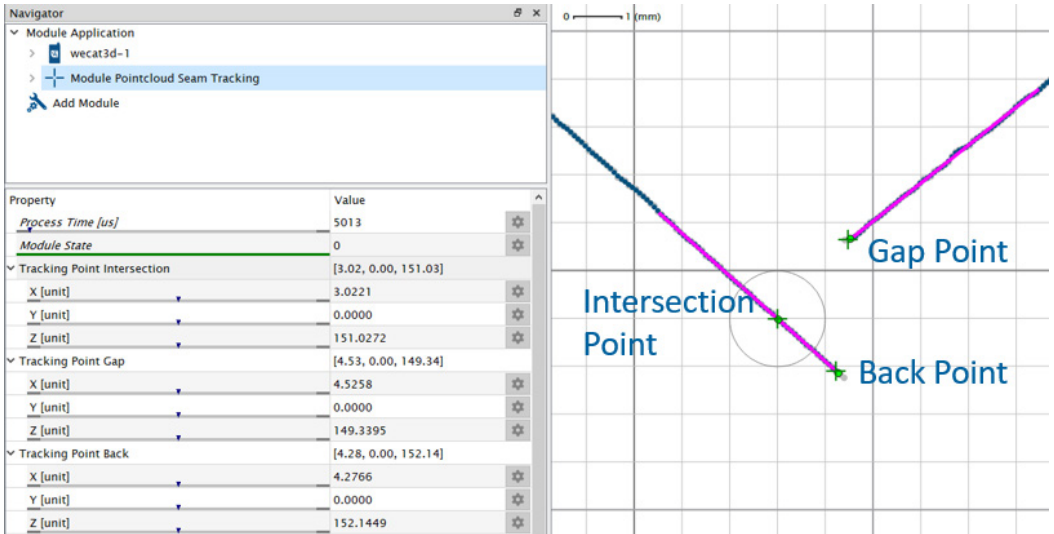 Navigator
Module Application
wecat3d-1
Module Pointcloud Seam Tracking
Add Module
Property Value
Process Time [us] 5013
Module State 0
Tracking Point Intersection [3.02, 0.00, 151.03]
X [unit] 3.0221
Y [unit] 0.0000
Z [unit] 151.0272
Tracking Point Gap [4.53, 0.00, 149.34]
X [unit] 4.5258
Y [unit] 0.0000
Z [unit] 149.3395
Tracking Point Back [4.28, 0.00, 152.14]
X [unit] 4.2766
Y [unit] 0.0000
Z [unit] 152.1449
0 1 (mm)
Gap Point
Intersection
Point
Back Point